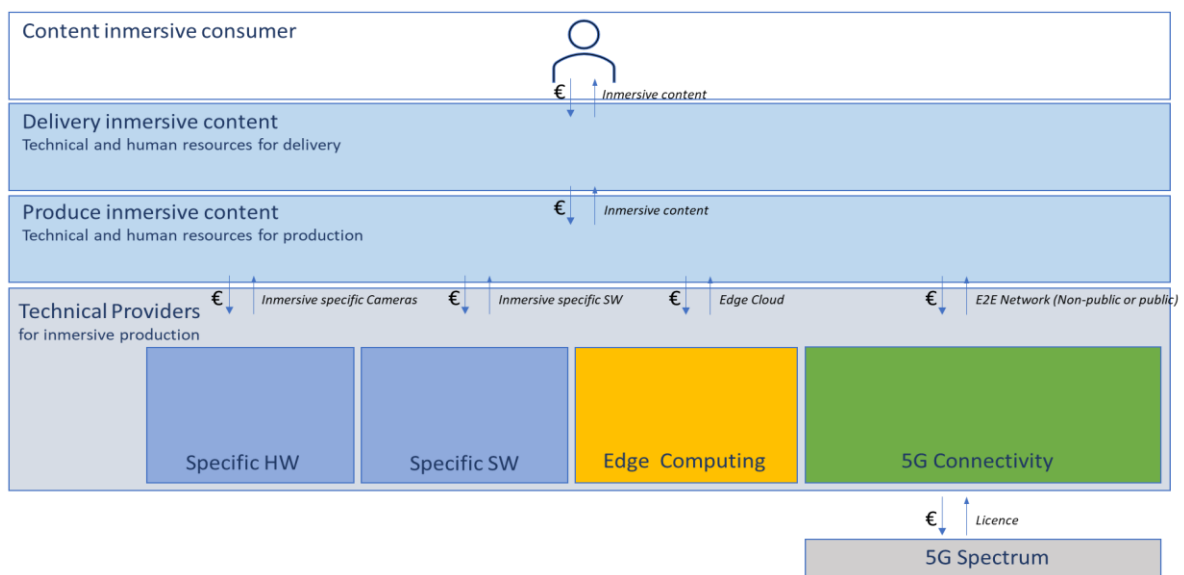 Content inmersive consumer
€ Inmersive content
Delivery inmersive content
Technical and human resources for delivery
€ Inmersive content
Produce inmersive content
Technical and human resources for production
€ Inmersive specific Cameras € Inmersive specific SW € Edge Cloud € E2E Network (Non-public or public)
Technical Providers
for inmersive production
Specific HW Specific SW Edge Computing 5G Connectivity
€ Licence
5G Spectrum